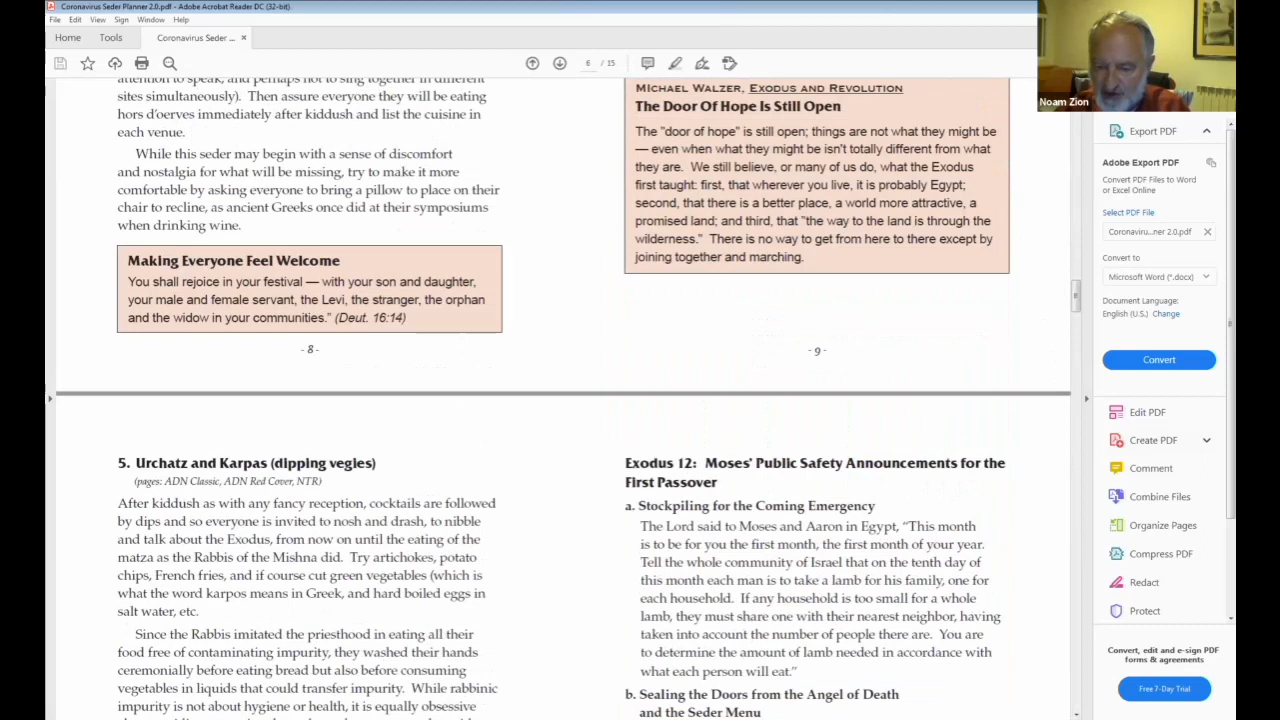 Coronavirus Seder Planner 2.0.pdf - Adobe Acrobat Reader DC (32-bit)
File Edit View Sign Window Help
Home Tools Coronavirus Seder ... ×
6 / 15
attention to speak, and perhaps not to sing together in different
sites simultaneously). Then assure everyone they will be eating
hors d'oerves immediately after kiddush and list the cuisine in
each venue.
While this seder may begin with a sense of discomfort
and nostalgia for what will be missing, try to make it more
comfortable by asking everyone to bring a pillow to place on their
chair to recline, as ancient Greeks once did at their symposiums
when drinking wine.
Making Everyone Feel Welcome
You shall rejoice in your festival — with your son and daughter,
your male and female servant, the Levi, the stranger, the orphan
and the widow in your communities." (Deut. 16:14)
- 8 -
MICHAEL WALZER, EXODUS AND REVOLUTION
The Door Of Hope Is Still Open
The "door of hope" is still open; things are not what they might be
— even when what they might be isn't totally different from what
they are. We still believe, or many of us do, what the Exodus
first taught: first, that wherever you live, it is probably Egypt;
second, that there is a better place, a world more attractive, a
promised land; and third, that "the way to the land is through the
wilderness." There is no way to get from here to there except by
joining together and marching.
- 9 -
5. Urchatz and Karpas (dipping vegies)
(pages: ADN Classic, ADN Red Cover, NTR)
After kiddush as with any fancy reception, cocktails are followed
by dips and so everyone is invited to nosh and drash, to nibble
and talk about the Exodus, from now on until the eating of the
matza as the Rabbis of the Mishna did. Try artichokes, potato
chips, French fries, and if course cut green vegetables (which is
what the word karpos means in Greek, and hard boiled eggs in
salt water, etc.
Since the Rabbis imitated the priesthood in eating all their
food free of contaminating impurity, they washed their hands
ceremonially before eating bread but also before consuming
vegetables in liquids that could transfer impurity. While rabbinic
impurity is not about hygiene or health, it is equally obsessive
Exodus 12: Moses' Public Safety Announcements for the
First Passover
a. Stockpiling for the Coming Emergency
The Lord said to Moses and Aaron in Egypt, "This month
is to be for you the first month, the first month of your year.
Tell the whole community of Israel that on the tenth day of
this month each man is to take a lamb for his family, one for
each household. If any household is too small for a whole
lamb, they must share one with their nearest neighbor, having
taken into account the number of people there are. You are
to determine the amount of lamb needed in accordance with
what each person will eat."
b. Sealing the Doors from the Angel of Death
and the Seder Menu
Noam Zion
Export PDF
Adobe Export PDF
Convert PDF Files to Word
or Excel Online
Select PDF File
Coronaviru...ner 2.0.pdf
Convert to
Microsoft Word (*.docx)
Document Language:
English (U.S.) Change
Convert
Edit PDF
Create PDF
Comment
Combine Files
Organize Pages
Compress PDF
Redact
Protect
Convert, edit and e-sign PDF
forms & agreements
Free 7-Day Trial